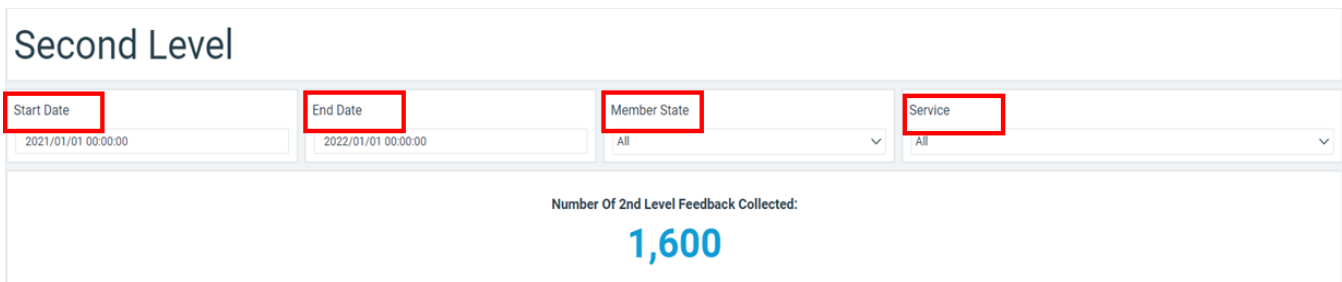 Second Level
Start Date
End Date
Member State
Service
2021/01/01 00:00:00
2022/01/01 00:00:00
All
All
Number Of 2nd Level Feedback Collected:
1,600